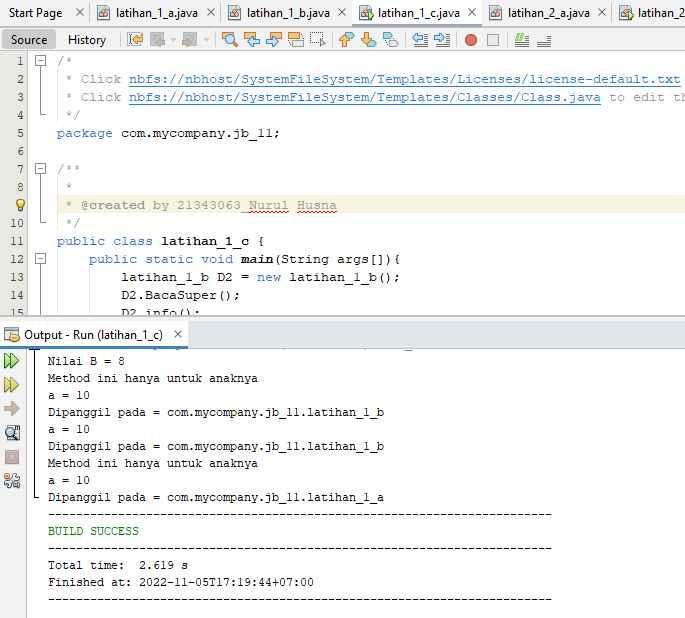 Start Page latihan_1_a.java latihan_1_b.java latihan_1_c.java latihan_2_a.java latihan_2
Source History
1 /*
2 * Click nbfs://nbhost/SystemFileSystem/Templates/Licenses/license-default.txt
3 * Click nbfs://nbhost/SystemFileSystem/Templates/Classes/Class.java to edit th
4 */
5 package com.mycompany.jb_11;
6
7 /**
8 *
* @created by 21343063_Nurul Husna
10 */
11 public class latihan_1_c {
12 public static void main(String args[]){
13 latihan_1_b D2 = new latihan_1_b();
14 D2.BacaSuper();
15 D2.info();
Output - Run (latihan_1_c)
Nilai B = 8
Method ini hanya untuk anaknya
a = 10
Dipanggil pada = com.mycompany.jb_11.latihan_1_b
a = 10
Dipanggil pada = com.mycompany.jb_11.latihan_1_b
Method ini hanya untuk anaknya
a = 10
Dipanggil pada = com.mycompany.jb_11.latihan_1_a
------------------------------------------------------------------------
BUILD SUCCESS
------------------------------------------------------------------------
Total time:  2.619 s
Finished at: 2022-11-05T17:19:44+07:00
------------------------------------------------------------------------